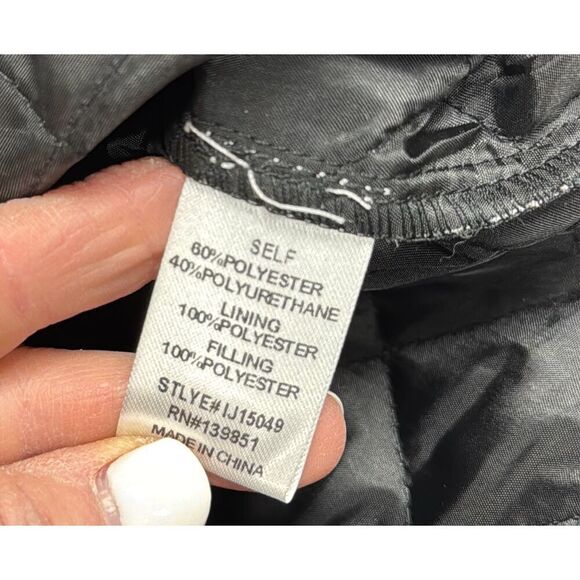 SELF
60%POLYESTER
40%POLYURETHANE
LINING
100%POLYESTER
FILLING
100%POLYESTER
STLYE#IJ15049
RN#139851
MADE IN CHINA